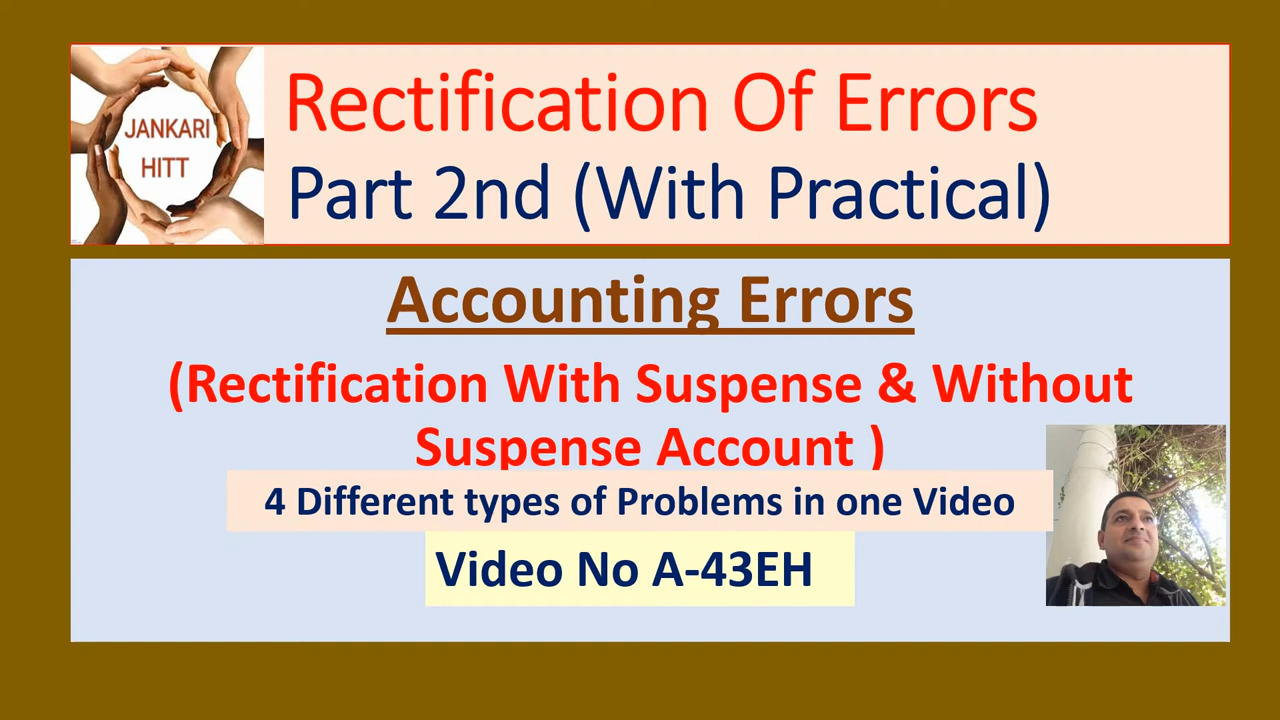 JANKARI
HITT
Rectification Of Errors
Part 2nd (With Practical)
Accounting Errors
(Rectification With Suspense & Without
Suspense Account )
4 Different types of Problems in one Video
Video No A-43EH